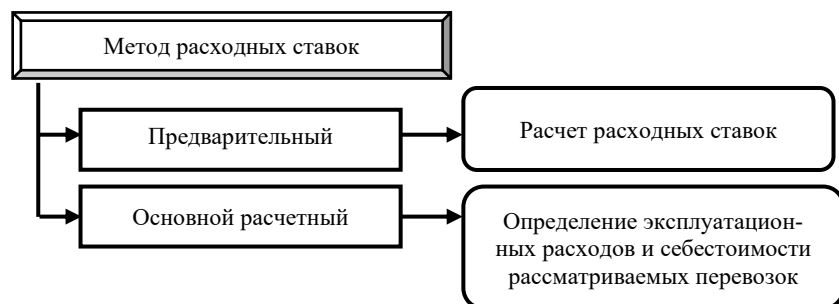 Метод расходных ставок
Предварительный
Расчет расходных ставок
Основной расчетный
Определение эксплуатацион-
ных расходов и себестоимости
рассматриваемых перевозок